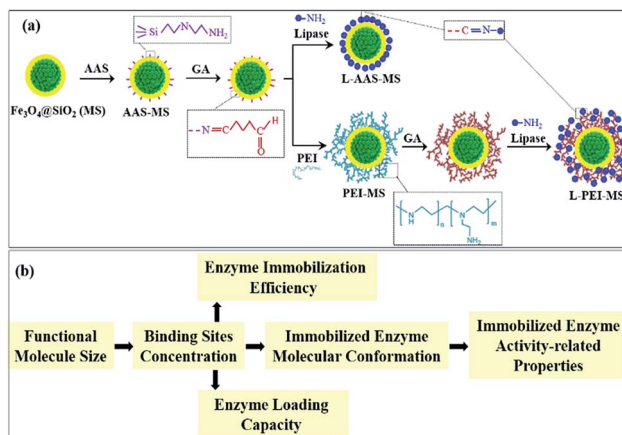 (a)
Si
N
NH₂
–NH₂
Lipase
--C=N-
AAS
GA
L-AAS-MS
Fe₃O₄@SiO₂ (MS)
AAS-MS
--N=
H
O
PEI
GA
–NH₂
Lipase
PEI-MS
L-PEI-MS
N
H
n
N
m
NH₂
(b)
Enzyme Immobilization
Efficiency
Functional
Molecule Size
Binding Sites
Concentration
Immobilized Enzyme
Molecular Conformation
Immobilized Enzyme
Activity-related
Properties
Enzyme Loading
Capacity